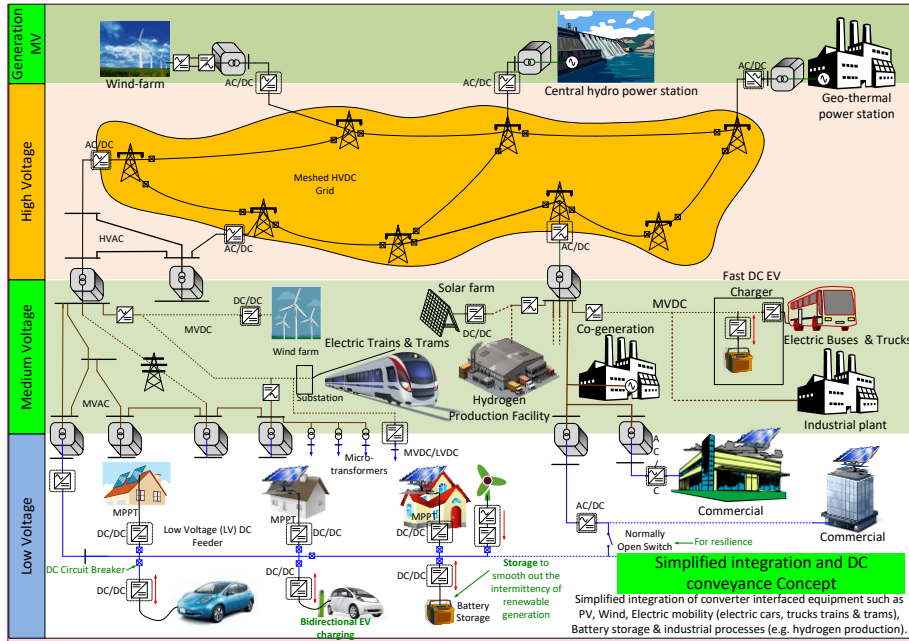 Generation
MV
Wind-farm
AC/DC
AC/DC
Central hydro power station
AC/DC
Geo-thermal
power station
High Voltage
AC/DC
Meshed HVDC
Grid
HVAC
AC/DC
AC/DC
Medium Voltage
MVDC
DC/DC
Wind farm
Solar farm
DC/DC
Co-generation
MVDC
Fast DC EV
Charger
Electric Buses & Trucks
Electric Trains & Trams
Substation
Hydrogen
Production Facility
Industrial plant
MVAC
Micro-
transformers
MVDC/LVDC
A
C
C
Commercial
Commercial
Low Voltage
MPPT
DC/DC
Low Voltage (LV) DC
Feeder
MPPT
DC/DC
MPPT
DC/DC
AC/DC
Normally
Open Switch
For resilience
DC Circuit Breaker
DC/DC
DC/DC
Bidirectional EV
charging
DC/DC
Battery
Storage
Storage to
smooth out the
intermittency of
renewable
generation
Simplified integration and DC
conveyance Concept
Simplified integration of converter interfaced equipment such as
PV, Wind, Electric mobility (electric cars, trucks trains & trams),
Battery storage & industrial processes (e.g. hydrogen production).